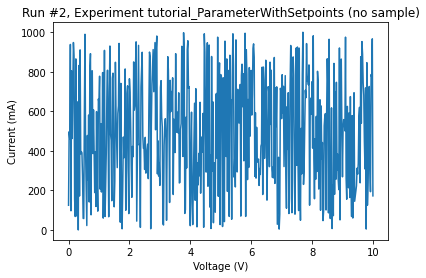 Run #2, Experiment tutorial_ParameterWithSetpoints (no sample)
Current (mA)
1000
800
600
400
200
0
0 2 4 6 8 10
Voltage (V)